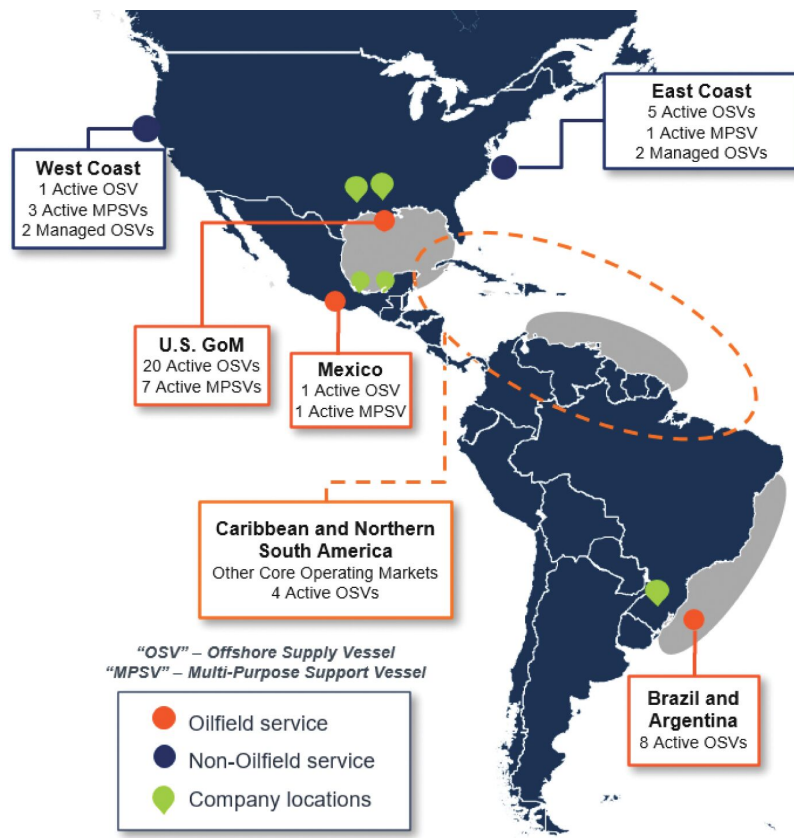 East Coast
5 Active OSVs
1 Active MPSV
2 Managed OSVs
West Coast
1 Active OSV
3 Active MPSVs
2 Managed OSVs
U.S. GoM
20 Active OSVs
7 Active MPSVs
Mexico
1 Active OSV
1 Active MPSV
Caribbean and Northern
South America
Other Core Operating Markets
4 Active OSVs
“OSV” – Offshore Supply Vessel
“MPSV” – Multi-Purpose Support Vessel
Oilfield service
Non-Oilfield service
Company locations
Brazil and
Argentina
8 Active OSVs